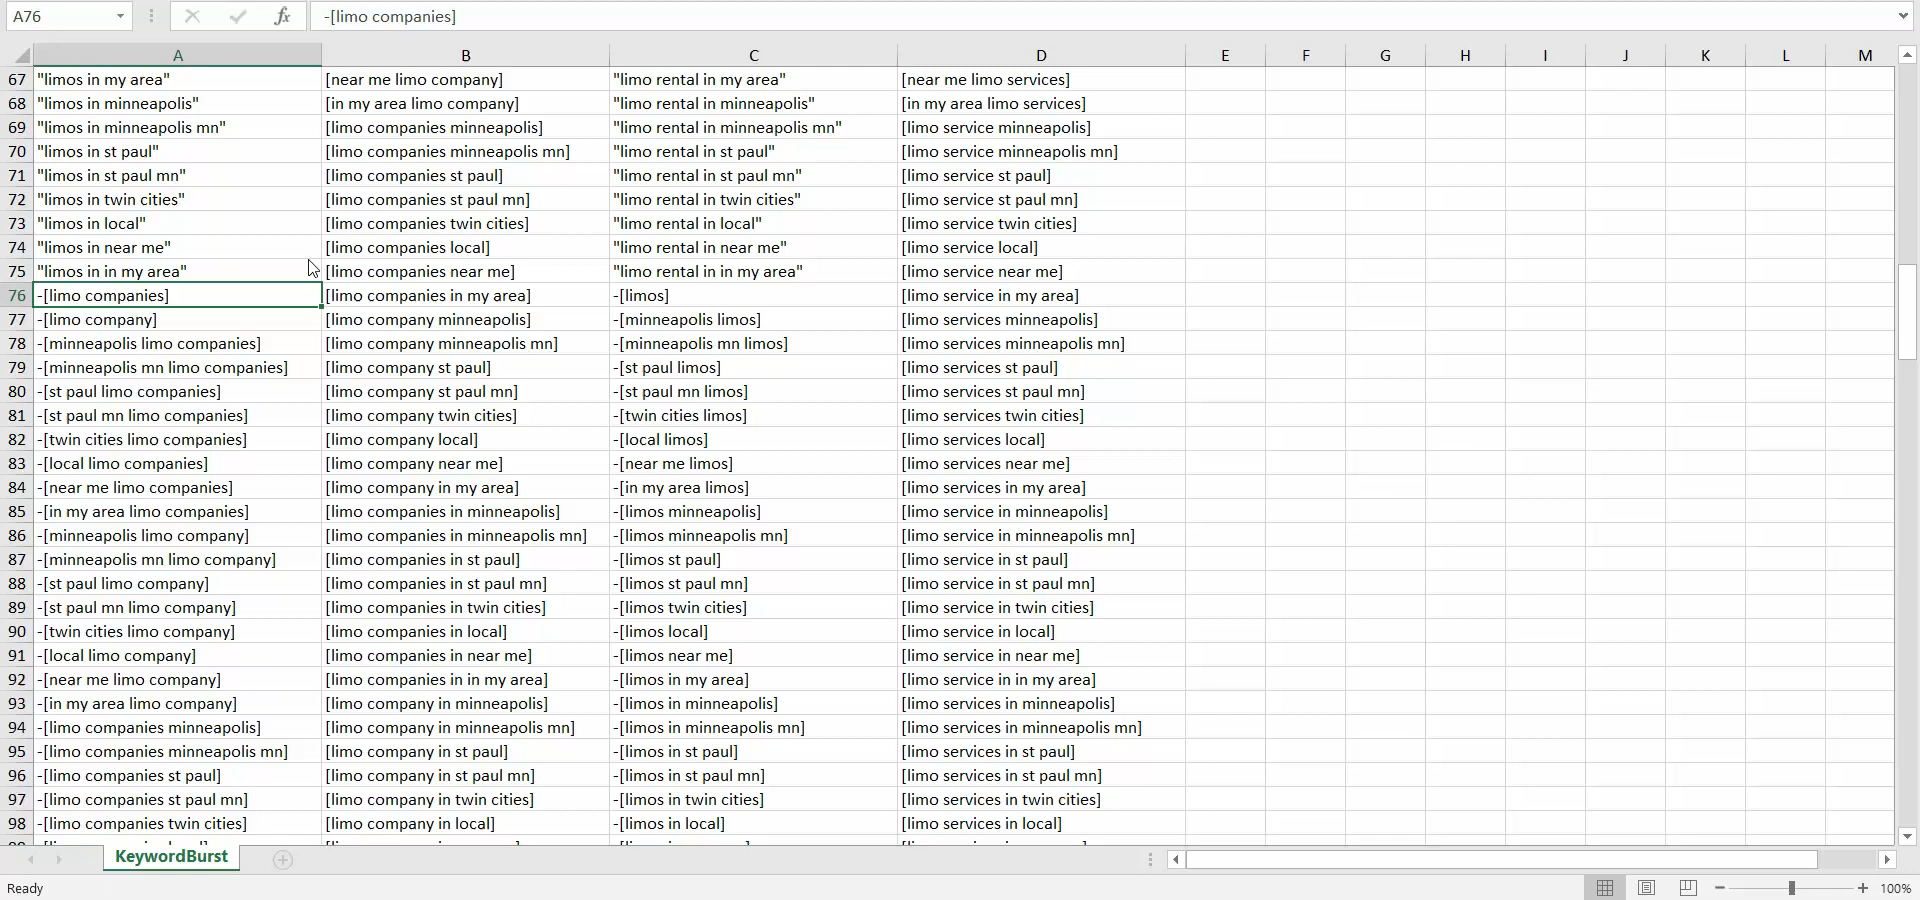 A76 fx -[limo companies]
A B C D E F G H I J K L M
67 "limos in my area" [near me limo company] "limo rental in my area" [near me limo services]
68 "limos in minneapolis" [in my area limo company] "limo rental in minneapolis" [in my area limo services]
69 "limos in minneapolis mn" [limo companies minneapolis] "limo rental in minneapolis mn" [limo service minneapolis]
70 "limos in st paul" [limo companies minneapolis mn] "limo rental in st paul" [limo service minneapolis mn]
71 "limos in st paul mn" [limo companies st paul] "limo rental in st paul mn" [limo service st paul]
72 "limos in twin cities" [limo companies st paul mn] "limo rental in twin cities" [limo service st paul mn]
73 "limos in local" [limo companies twin cities] "limo rental in local" [limo service twin cities]
74 "limos in near me" [limo companies local] "limo rental in near me" [limo service local]
75 "limos in in my area" [limo companies near me] "limo rental in in my area" [limo service near me]
76 -[limo companies] [limo companies in my area] -[limos] [limo service in my area]
77 -[limo company] [limo company minneapolis] -[minneapolis limos] [limo services minneapolis]
78 -[minneapolis limo companies] [limo company minneapolis mn] -[minneapolis mn limos] [limo services minneapolis mn]
79 -[minneapolis mn limo companies] [limo company st paul] -[st paul limos] [limo services st paul]
80 -[st paul limo companies] [limo company st paul mn] -[st paul mn limos] [limo services st paul mn]
81 -[st paul mn limo companies] [limo company twin cities] -[twin cities limos] [limo services twin cities]
82 -[twin cities limo companies] [limo company local] -[local limos] [limo services local]
83 -[local limo companies] [limo company near me] -[near me limos] [limo services near me]
84 -[near me limo companies] [limo company in my area] -[in my area limos] [limo services in my area]
85 -[in my area limo companies] [limo companies in minneapolis] -[limos minneapolis] [limo service in minneapolis]
86 -[minneapolis limo company] [limo companies in minneapolis mn] -[limos minneapolis mn] [limo service in minneapolis mn]
87 -[minneapolis mn limo company] [limo companies in st paul] -[limos st paul] [limo service in st paul]
88 -[st paul limo company] [limo companies in st paul mn] -[limos st paul mn] [limo service in st paul mn]
89 -[st paul mn limo company] [limo companies in twin cities] -[limos twin cities] [limo service in twin cities]
90 -[twin cities limo company] [limo companies in local] -[limos local] [limo service in local]
91 -[local limo company] [limo companies in near me] -[limos near me] [limo service in near me]
92 -[near me limo company] [limo companies in in my area] -[limos in my area] [limo service in in my area]
93 -[in my area limo company] [limo company in minneapolis] -[limos in minneapolis] [limo services in minneapolis]
94 -[limo companies minneapolis] [limo company in minneapolis mn] -[limos in minneapolis mn] [limo services in minneapolis mn]
95 -[limo companies minneapolis mn] [limo company in st paul] -[limos in st paul] [limo services in st paul]
96 -[limo companies st paul] [limo company in st paul mn] -[limos in st paul mn] [limo services in st paul mn]
97 -[limo companies st paul mn] [limo company in twin cities] -[limos in twin cities] [limo services in twin cities]
98 -[limo companies twin cities] [limo company in local] -[limos in local] [limo services in local]
KeywordBurst
Ready 100%